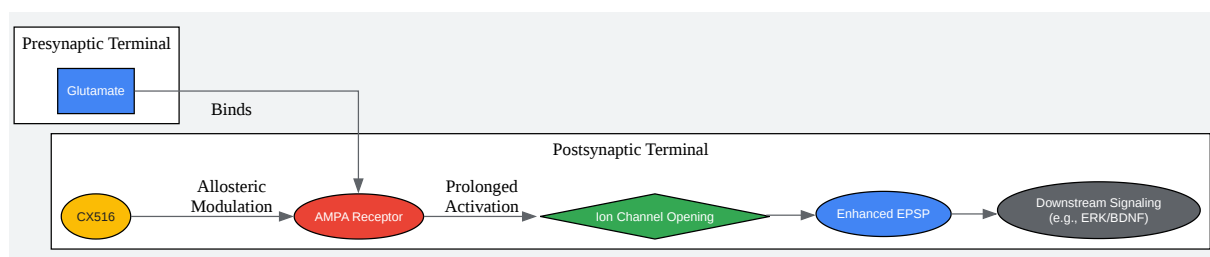 Presynaptic Terminal
Glutamate
Binds
Postsynaptic Terminal
CX516
Allosteric
Modulation
AMPA Receptor
Prolonged
Activation
Ion Channel Opening
Enhanced EPSP
Downstream Signaling
(e.g., ERK/BDNF)